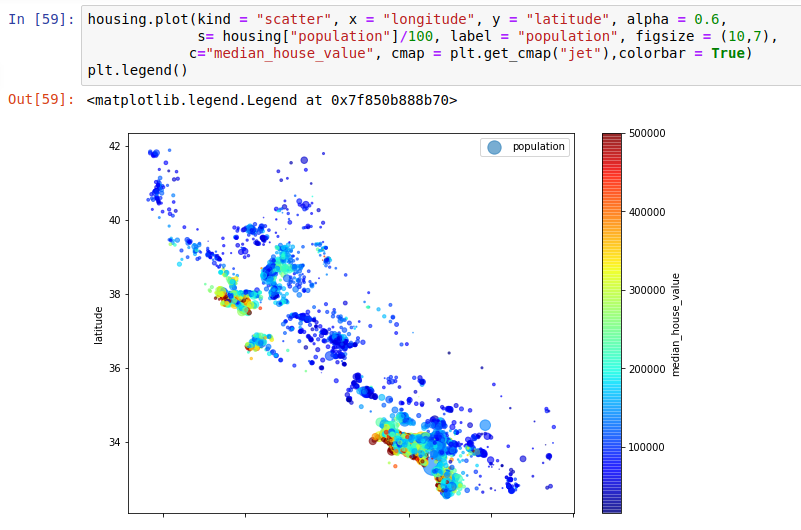 In [59]: housing.plot(kind = "scatter", x = "longitude", y = "latitude", alpha = 0.6,
s= housing["population"]/100, label = "population", figsize = (10,7),
c="median_house_value", cmap = plt.get_cmap("jet"),colorbar = True)
plt.legend()
Out[59]: <matplotlib.legend.Legend at 0x7f850b888b70>
population
42
40
38
36
34
latitude
500000
400000
300000
200000
100000
median_house_value